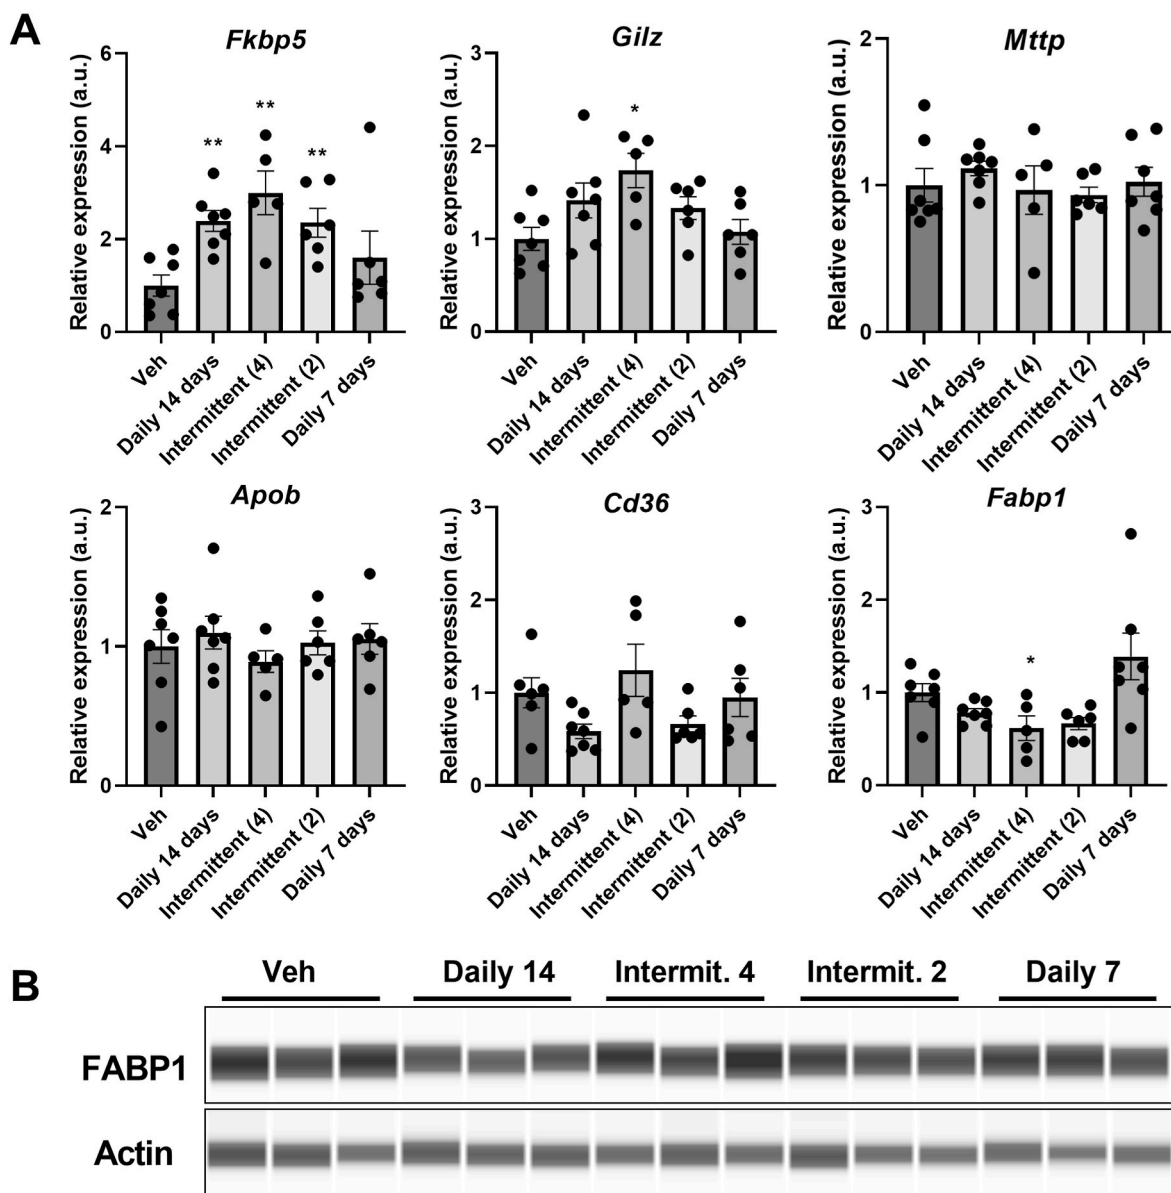 A
Fkbp5
Relative expression (a.u.)
6
4
2
0
**
**
**
Veh
Daily 14 days
Intermittent (4)
Intermittent (2)
Daily 7 days
Gilz
Relative expression (a.u.)
3
2
1
0
*
Veh
Daily 14 days
Intermittent (4)
Intermittent (2)
Daily 7 days
Mttp
Relative expression (a.u.)
2
1
0
Veh
Daily 14 days
Intermittent (4)
Intermittent (2)
Daily 7 days
Apob
Relative expression (a.u.)
2
1
0
Veh
Daily 14 days
Intermittent (4)
Intermittent (2)
Daily 7 days
Cd36
Relative expression (a.u.)
3
2
1
0
Veh
Daily 14 days
Intermittent (4)
Intermittent (2)
Daily 7 days
Fabp1
Relative expression (a.u.)
3
2
1
0
*
Veh
Daily 14 days
Intermittent (4)
Intermittent (2)
Daily 7 days
B
Veh Daily 14 Intermit. 4 Intermit. 2 Daily 7
FABP1
Actin